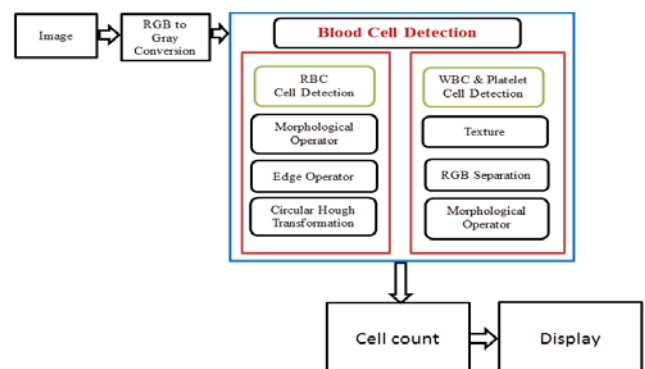 Image
RGB to
Gray
Conversion
Blood Cell Detection
RBC
Cell Detection
Morphological
Operator
Edge Operator
Circular Hough
Transformation
WBC & Platelet
Cell Detection
Texture
RGB Separation
Morphological
Operator
Cell count
Display